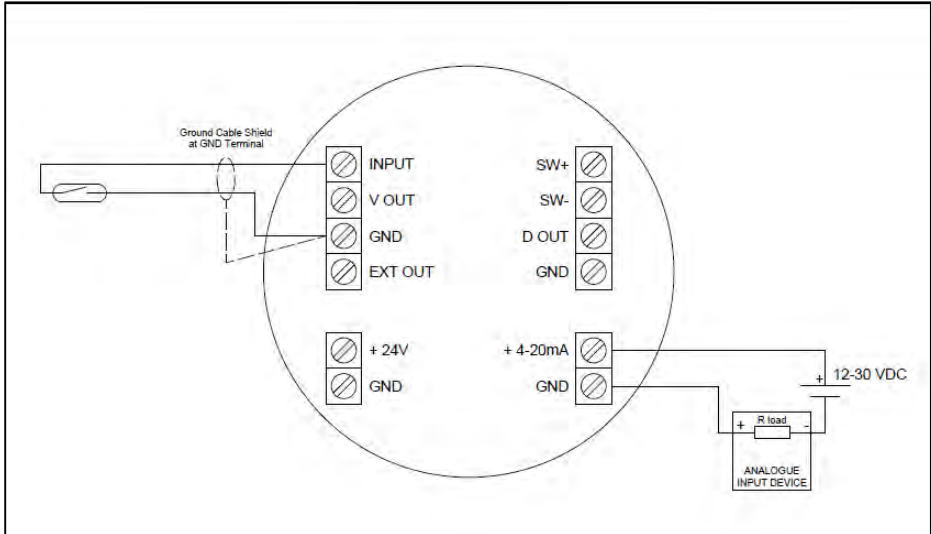 Ground Cable Shield
at GND Terminal
INPUT
V OUT
GND
EXT OUT
+ 24V
GND
SW+
SW-
D OUT
GND
+ 4-20mA
GND
+
12-30 VDC
+
R load
-
ANALOGUE
INPUT DEVICE